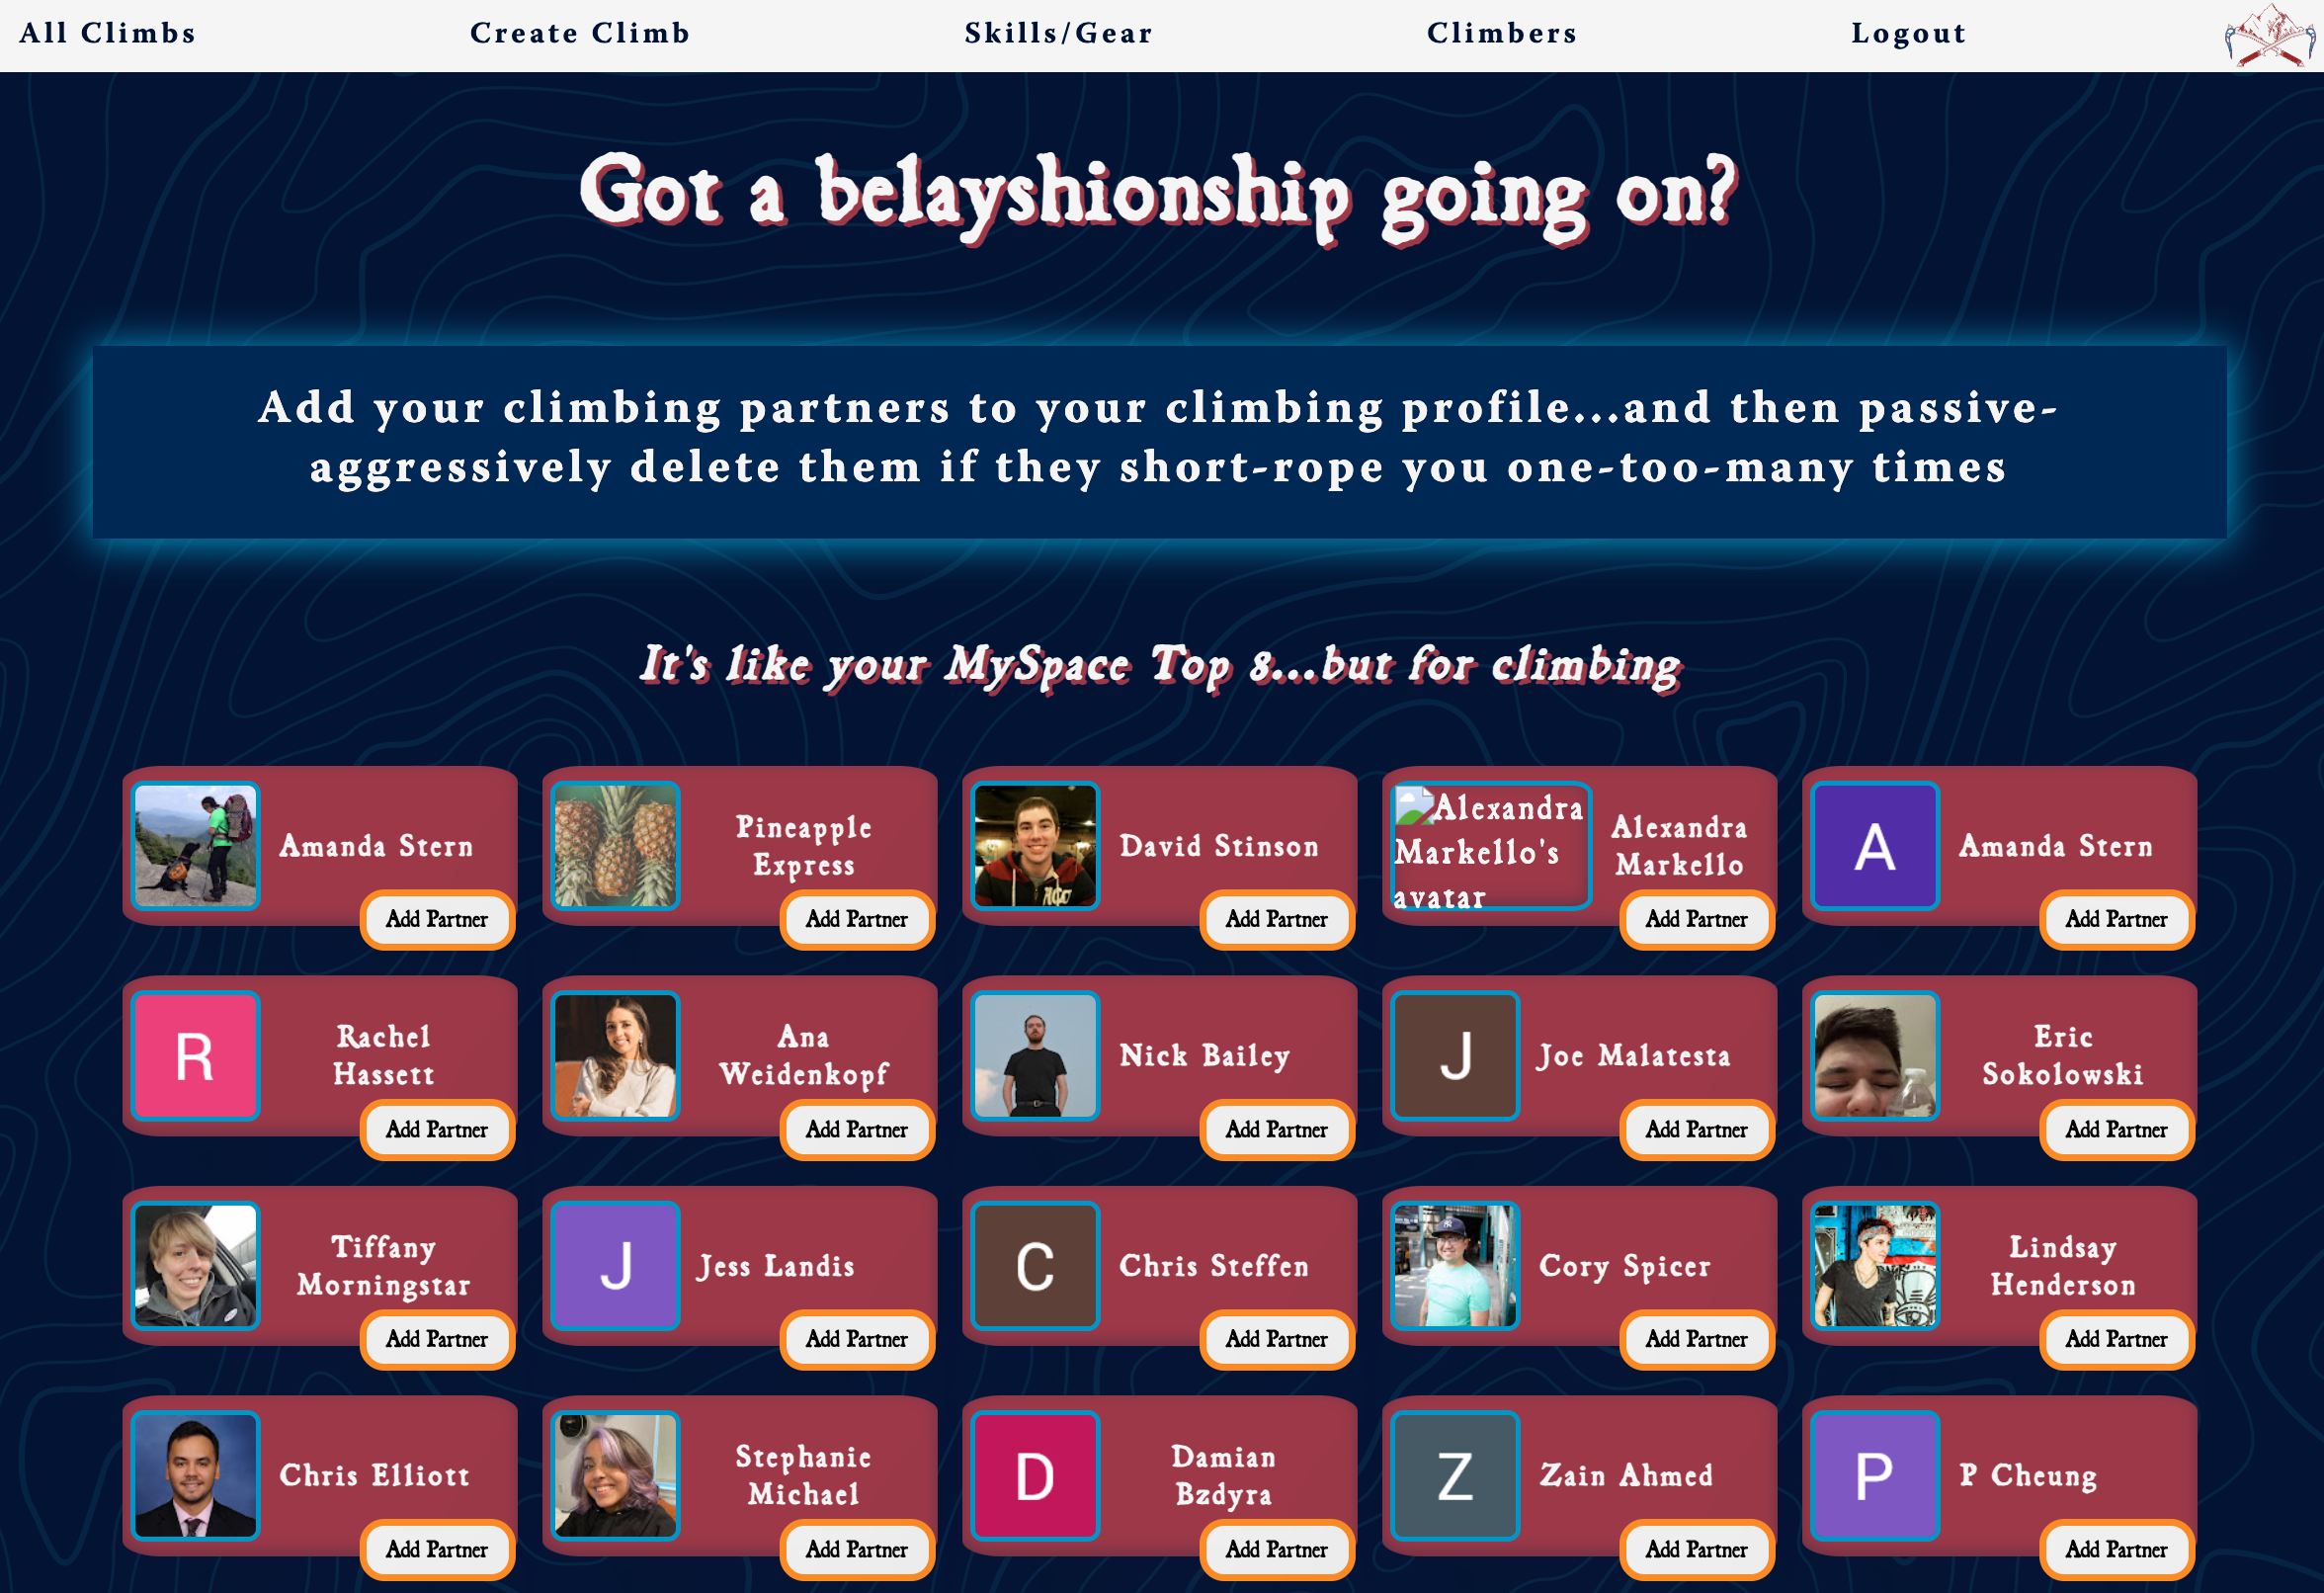 All Climbs
Create Climb
Skills/Gear
Climbers
Logout
Got a belayshionship going on?
Add your climbing partners to your climbing profile...and then passive-
aggressively delete them if they short-rope you one-too-many times
It's like your MySpace Top 8...but for climbing
Amanda Stern
Add Partner
Pineapple
Express
Add Partner
David Stinson
Add Partner
Alexandra
Markello's
avatar
Alexandra
Markello
Add Partner
A
Amanda Stern
Add Partner
R
Rachel
Hassett
Add Partner
Ana
Weidenkopf
Add Partner
Nick Bailey
Add Partner
J
Joe Malatesta
Add Partner
Eric
Sokolowski
Add Partner
Tiffany
Morningstar
Add Partner
J
Jess Landis
Add Partner
C
Chris Steffen
Add Partner
Cory Spicer
Add Partner
Lindsay
Henderson
Add Partner
Chris Elliott
Add Partner
Stephanie
Michael
Add Partner
D
Damian
Bzdyra
Add Partner
Z
Zain Ahmed
Add Partner
P
P Cheung
Add Partner